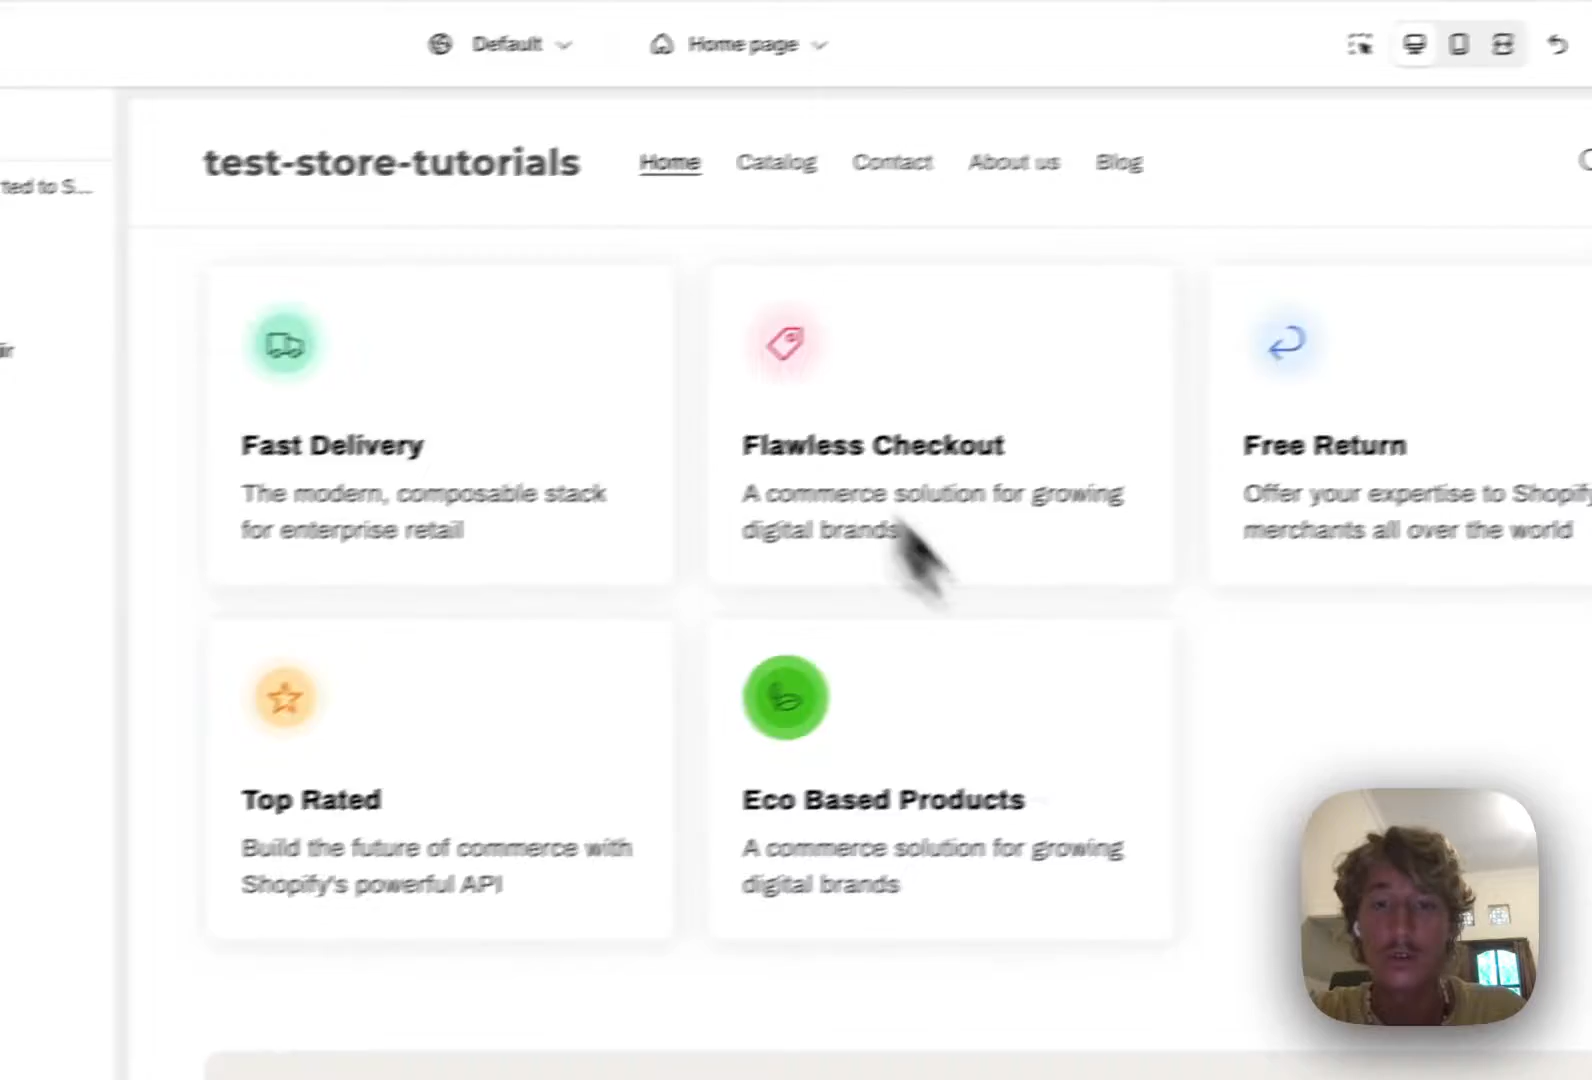 Default
Home page
test-store-tutorials
Home
Catalog
Contact
About us
Blog
ted to S...
Fast Delivery
The modern, composable stack
for enterprise retail
Flawless Checkout
A commerce solution for growing
digital brands
Free Return
Offer your expertise to Shopify
merchants all over the world
Top Rated
Build the future of commerce with
Shopify's powerful API
Eco Based Products
A commerce solution for growing
digital brands